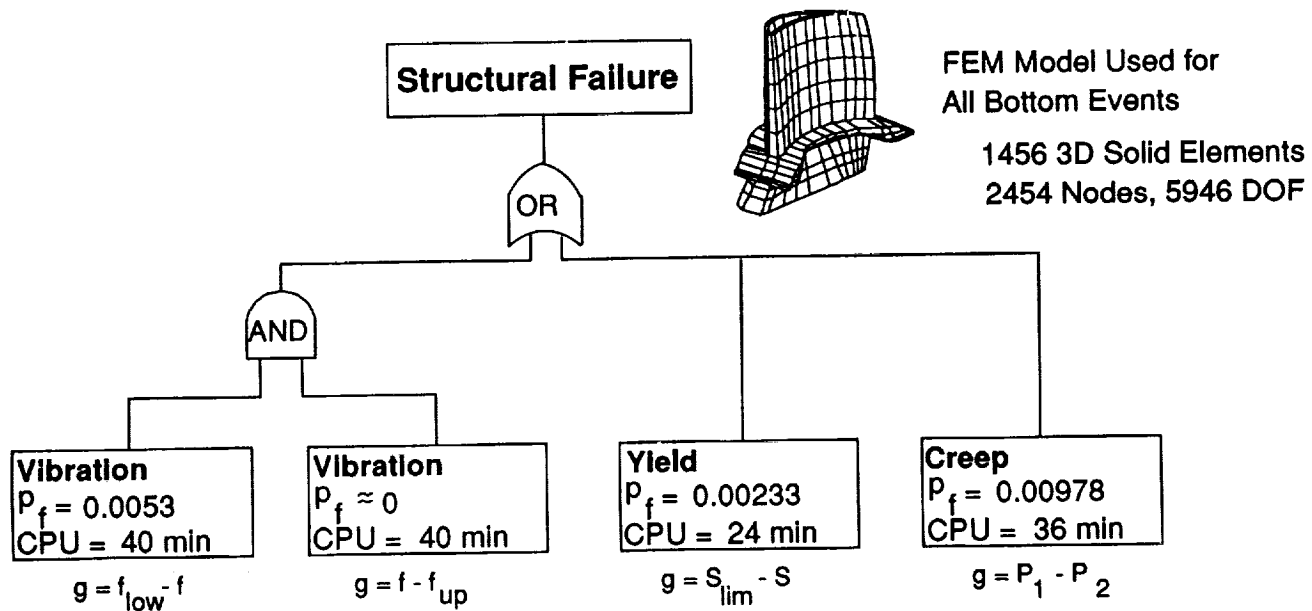 Structural Failure
FEM Model Used for
All Bottom Events
1456 3D Solid Elements
2454 Nodes, 5946 DOF
OR
AND
Vibration
p_f = 0.0053
CPU = 40 min
g = f_low - f
Vibration
p_f ≈ 0
CPU = 40 min
g = f - f_up
Yield
p_f = 0.00233
CPU = 24 min
g = S_lim - S
Creep
p_f = 0.00978
CPU = 36 min
g = P_1 - P_2